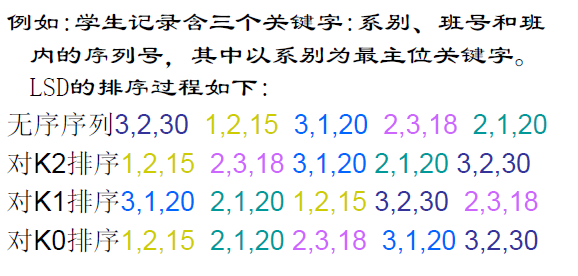 例如:学生记录含三个关键字:系别、班号和班
内的序列号，其中以系别为最主位关键字。
LSD的排序过程如下:
无序序列3,2,30 1,2,15 3,1,20 2,3,18 2,1,20
对K2排序1,2,15 2,3,18 3,1,20 2,1,20 3,2,30
对K1排序3,1,20 2,1,20 1,2,15 3,2,30 2,3,18
对K0排序1,2,15 2,1,20 2,3,18 3,1,20 3,2,30